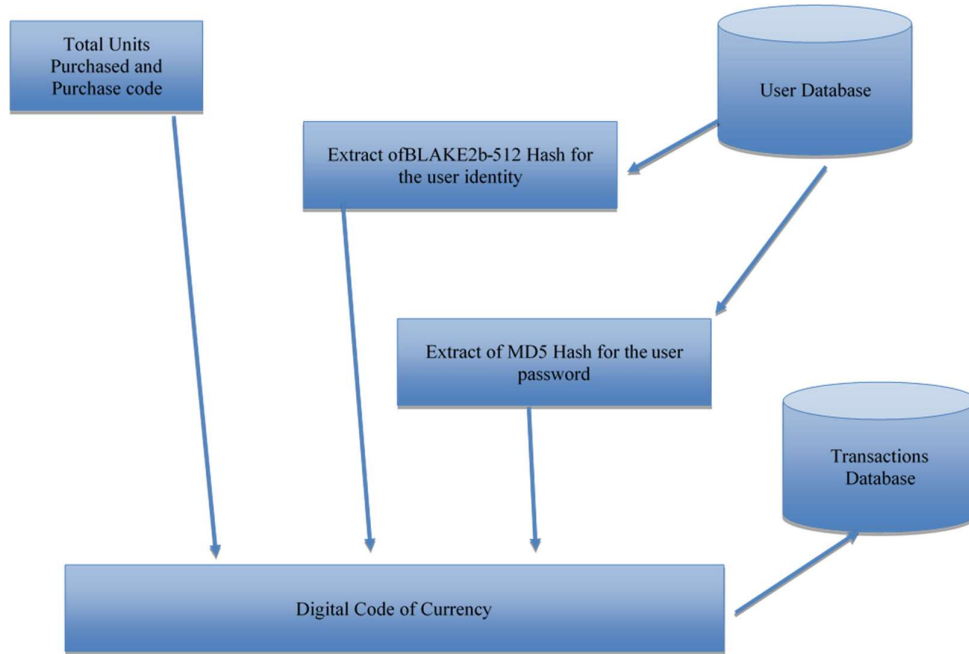 Total Units
Purchased and
Purchase code
User Database
Extract ofBLAKE2b-512 Hash for
the user identity
Extract of MD5 Hash for the user
password
Transactions
Database
Digital Code of Currency